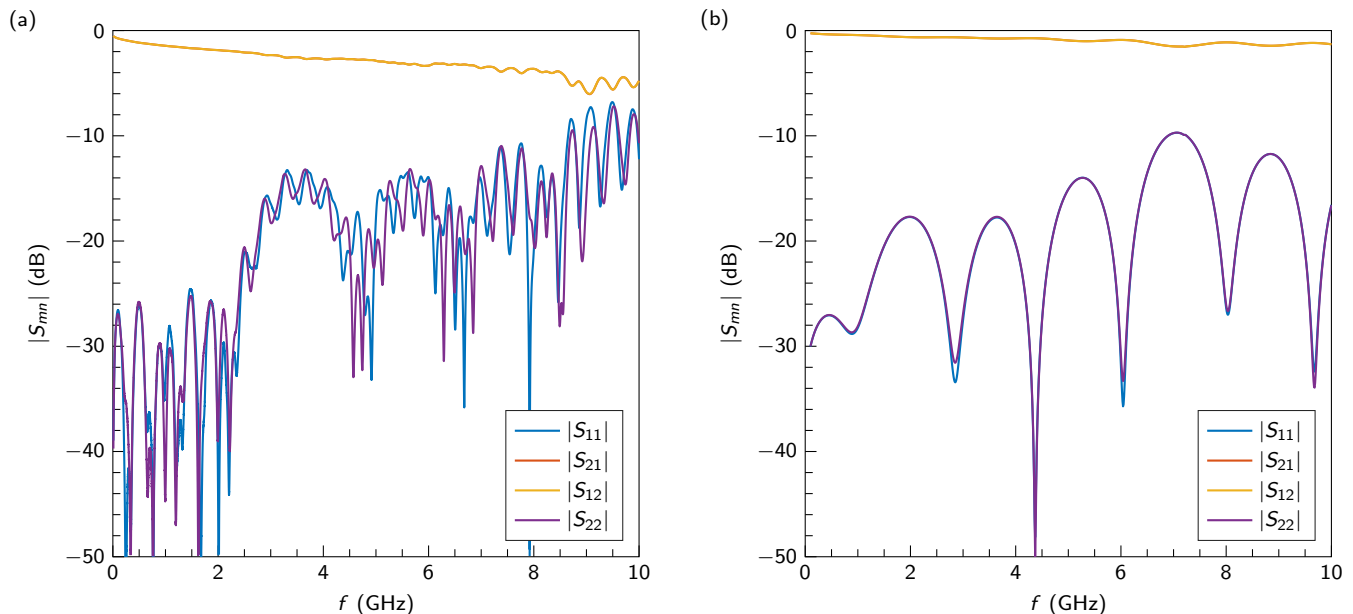 (a)
0
−10
−20
−30
−40
−50
|Smn| (dB)
0 2 4 6 8 10
f (GHz)
|S11|
|S21|
|S12|
|S22|
(b)
0
−10
−20
−30
−40
−50
|Smn| (dB)
0 2 4 6 8 10
f (GHz)
|S11|
|S21|
|S12|
|S22|